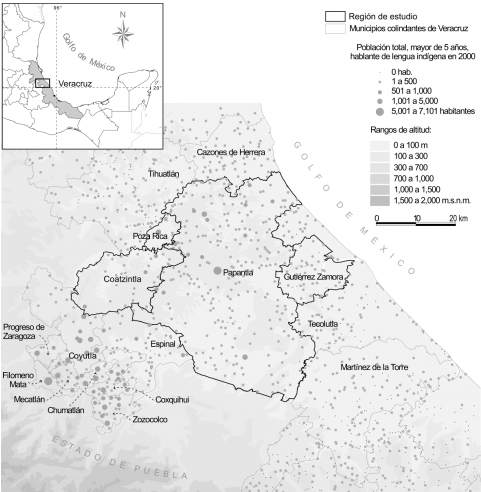 98°
N
Golfo de México
Veracruz
20°
Región de estudio
Municipios colindantes de Veracruz
Población total, mayor de 5 años,
hablante de lengua indígena en 2000
0 hab.
1 a 500
501 a 1,000
1,001 a 5,000
5,001 a 7,101 habitantes
Rangos de altitud:
0 a 100 m
100 a 300
300 a 700
700 a 1,000
1,000 a 1,500
1,500 a 2,000 m.s.n.m.
0 10 20 km
GOLFO DE MÉXICO
Cazones de Herrera
Tihuatlán
Poza Rica
Coatzintla
Papantla
Gutiérrez Zamora
Tecolutla
Espinal
Progreso de
Zaragoza
Coyutla
Martínez de la Torre
Filomeno
Mata
Mecatlán
Chumatlán
Coxquihui
Zozocolco
ESTADO DE PUEBLA